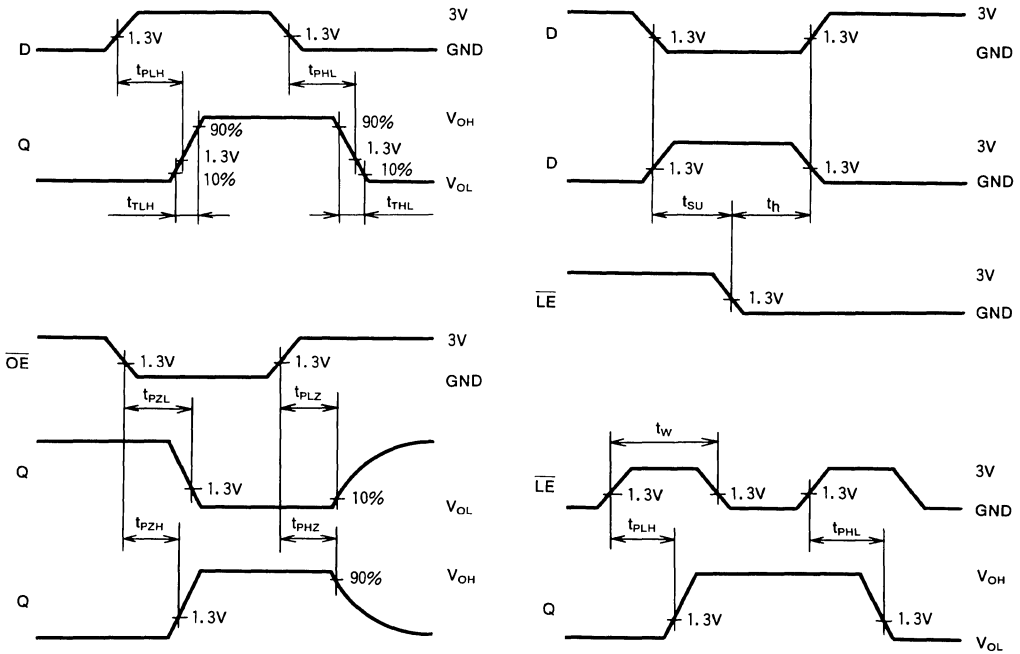 D 1.3V 1.3V 3V
GND
tPLH tPHL
Q 90% 90% VOH
1.3V 1.3V
10% 10% VOL
tTLH tTHL
D 1.3V 1.3V 3V
GND
D 1.3V 1.3V 3V
GND
tSU th
LE 1.3V 3V
GND
OE 1.3V 1.3V 3V
GND
tPZL tPLZ
Q 1.3V 10% VOL
tPZH tPHZ
Q 1.3V 90% VOH
tW
LE 1.3V 1.3V 1.3V 3V
GND
tPLH tPHL
Q 1.3V 1.3V VOH
VOL